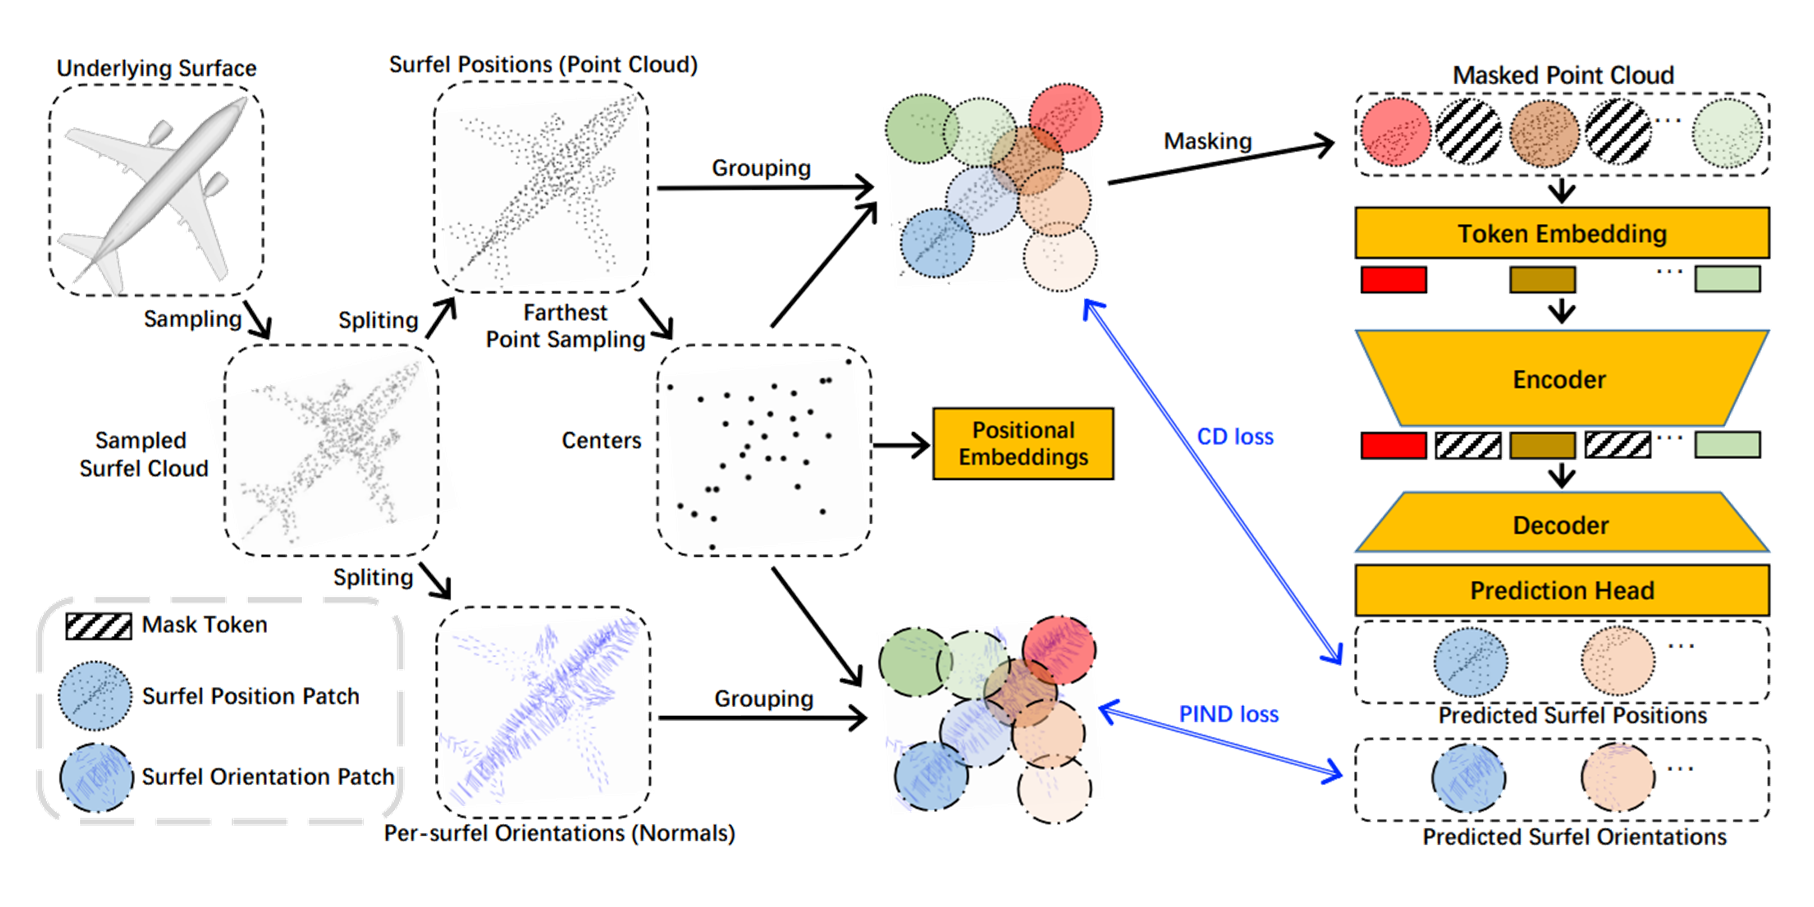 Underlying Surface
Surfel Positions (Point Cloud)
Masked Point Cloud
Grouping
Masking
...
Token Embedding
...
Sampling
Spliting
Farthest
Point Sampling
Encoder
Sampled
Surfel Cloud
Centers
Positional
Embeddings
CD loss
...
Decoder
Spliting
Prediction Head
Mask Token
Surfel Position Patch
Surfel Orientation Patch
Grouping
PIND loss
...
Predicted Surfel Positions
...
Per-surfel Orientations (Normals)
Predicted Surfel Orientations